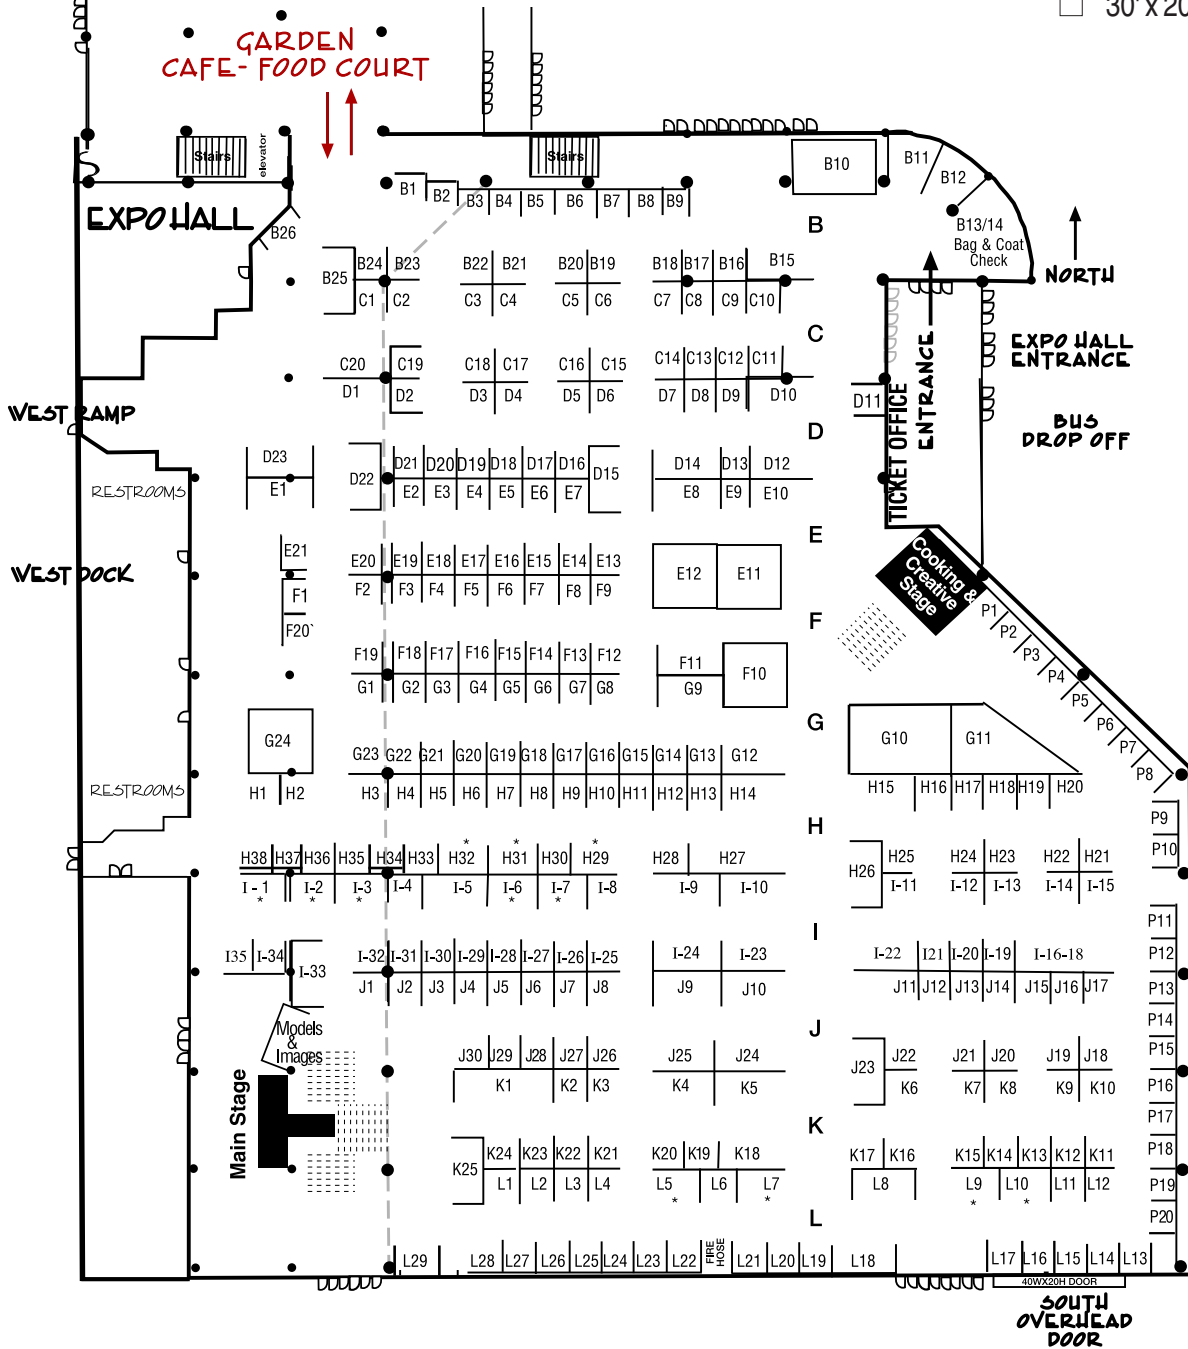 30' x 20
GARDEN
CAFE- FOOD COURT
Stairs
elevator
Stairs
B1 B2 B3 B4 B5 B6 B7 B8 B9
B10
B11
B12
B13/14
Bag & Coat
Check
EXPO HALL
B26
B
NORTH
B25 B24 B23 B22 B21 B20 B19 B18 B17 B16 B15
C1 C2 C3 C4 C5 C6 C7 C8 C9 C10
C
EXPO HALL
ENTRANCE
ENTRANCE
TICKET OFFICE
C20 C19 C18 C17 C16 C15 C14 C13 C12 C11
D1 D2 D3 D4 D5 D6 D7 D8 D9 D10
D11
WEST RAMP
BUS
DROP OFF
D
D23 D22 D21 D20 D19 D18 D17 D16 D15 D14 D13 D12
E1 E2 E3 E4 E5 E6 E7 E8 E9 E10
RESTROOMS
E
Cooking &
Creative
Stage
WEST DOCK
E21 E20 E19 E18 E17 E16 E15 E14 E13 E12 E11
F1 F2 F3 F4 F5 F6 F7 F8 F9
F20`
F
P1
P2
P3
P4
P5
P6
P7
P8
F19 F18 F17 F16 F15 F14 F13 F12 F11 F10
G1 G2 G3 G4 G5 G6 G7 G8 G9
G
G24 G23 G22 G21 G20 G19 G18 G17 G16 G15 G14 G13 G12 G10 G11
H1 H2 H3 H4 H5 H6 H7 H8 H9 H10 H11 H12 H13 H14 H15 H16 H17 H18 H19 H20
RESTROOMS
H
P9
P10
* * *
H38 H37 H36 H35 H34 H33 H32 H31 H30 H29 H28 H27 H26 H25 H24 H23 H22 H21
I-1 I-2 I-3 I-4 I-5 I-6 I-7 I-8 I-9 I-10 I-11 I-12 I-13 I-14 I-15
* * * * *
I
P11
P12
P13
P14
P15
P16
P17
P18
P19
P20
I35 I-34 I-33 I-32 I-31 I-30 I-29 I-28 I-27 I-26 I-25 I-24 I-23 I-22 I21 I-20 I-19 I-16-18
J1 J2 J3 J4 J5 J6 J7 J8 J9 J10 J11 J12 J13 J14 J15 J16 J17
Models
&
Images
J
J30 J29 J28 J27 J26 J25 J24 J23 J22 J21 J20 J19 J18
K1 K2 K3 K4 K5 K6 K7 K8 K9 K10
Main Stage
K
K25 K24 K23 K22 K21 K20 K19 K18 K17 K16 K15 K14 K13 K12 K11
L1 L2 L3 L4 L5 L6 L7 L8 L9 L10 L11 L12
* * * *
L
L29 L28 L27 L26 L25 L24 L23 L22
FIRE
HOSE
L21 L20 L19 L18 L17 L16 L15 L14 L13
40WX20H DOOR
SOUTH
OVERHEAD
DOOR